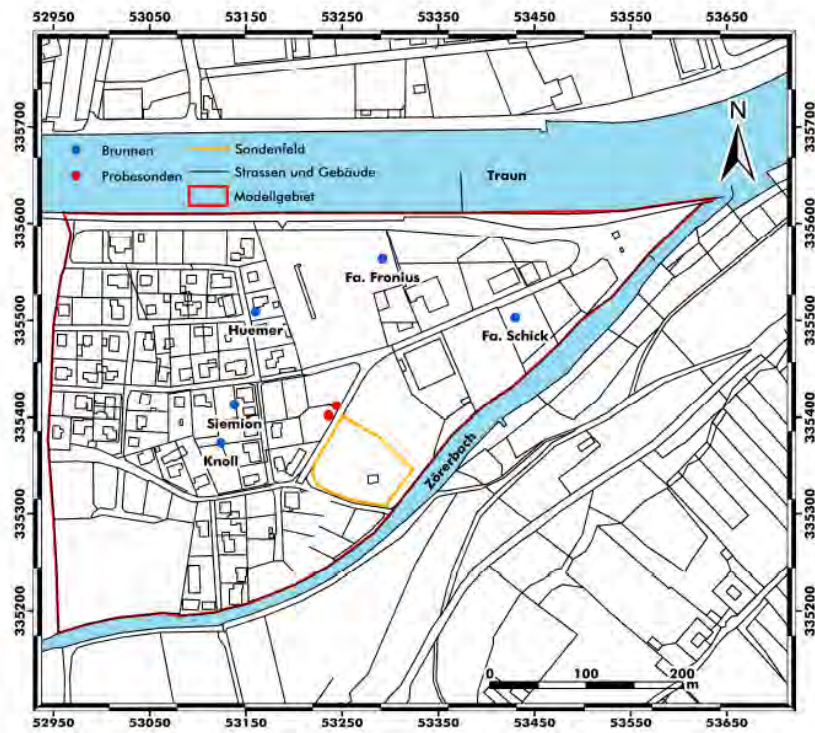 52950 53050 53150 53250 53350 53450 53550 53650
335700
335700
N
Brunnen
Sondenfeld
Probesonden
Strassen und Gebäude
Modellgebiet
Traun
335600
335600
Fa. Fronius
Huemer
Fa. Schick
335500
335500
Siemion
Knoll
335400
335400
Zörerbach
335300
335300
335200
335200
0 100 200
m
52950 53050 53150 53250 53350 53450 53550 53650